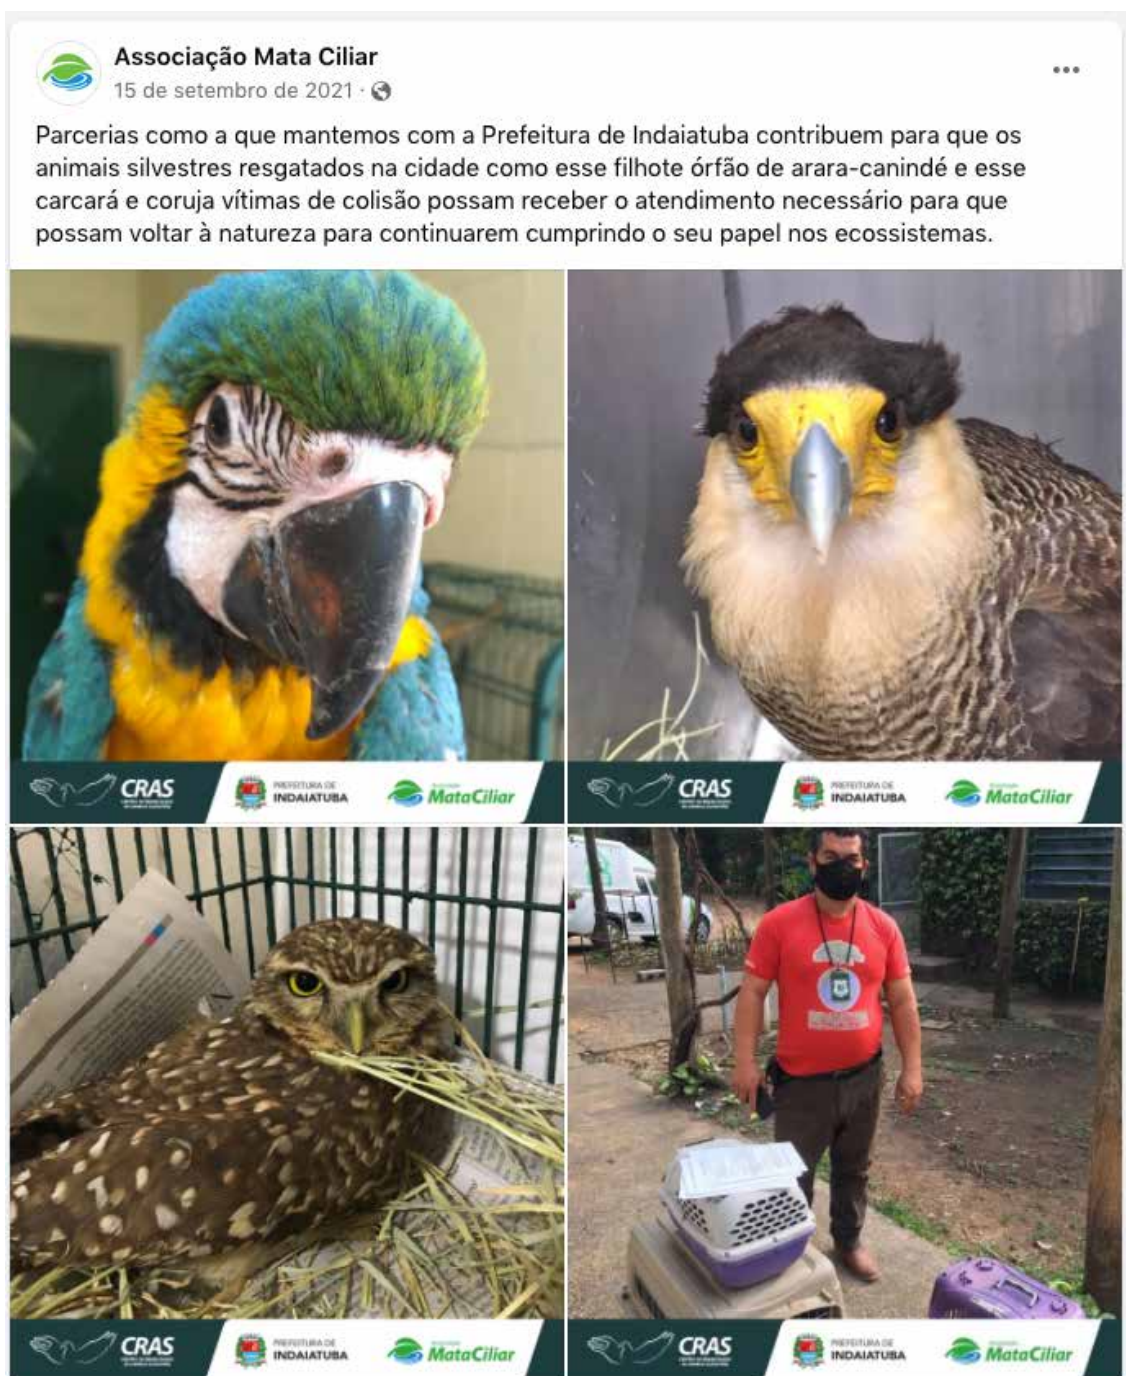 Associação Mata Ciliar
15 de setembro de 2021
Parcerias como a que mantemos com a Prefeitura de Indaiatuba contribuem para que os
animais silvestres resgatados na cidade como esse filhote órfão de arara-canindé e esse
carcará e coruja vítimas de colisão possam receber o atendimento necessário para que
possam voltar à natureza para continuarem cumprindo o seu papel nos ecossistemas.
CRAS
PREFEITURA DE
INDAIATUBA
MataCiliar
CRAS
PREFEITURA DE
INDAIATUBA
MataCiliar
CRAS
PREFEITURA DE
INDAIATUBA
MataCiliar
CRAS
PREFEITURA DE
INDAIATUBA
MataCiliar